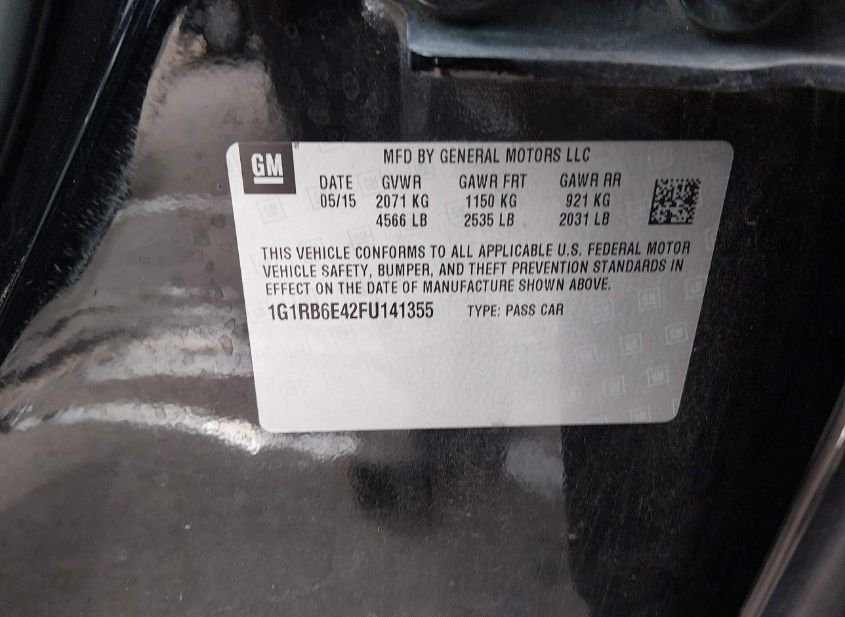 GM
MFD BY GENERAL MOTORS LLC
DATE GVWR GAWR FRT GAWR RR
05/15 2071 KG 1150 KG 921 KG
4566 LB 2535 LB 2031 LB
THIS VEHICLE CONFORMS TO ALL APPLICABLE U.S. FEDERAL MOTOR
VEHICLE SAFETY, BUMPER, AND THEFT PREVENTION STANDARDS IN
EFFECT ON THE DATE OF MANUFACTURE SHOWN ABOVE.
1G1RB6E42FU141355 TYPE: PASS CAR